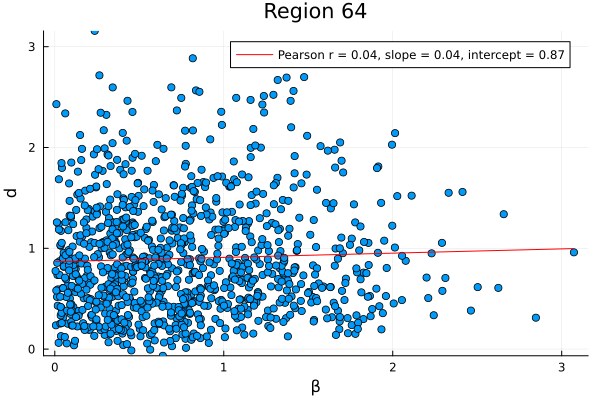 Region 64
Pearson r = 0.04, slope = 0.04, intercept = 0.87
3
2
1
0
d
0 1 2 3
β